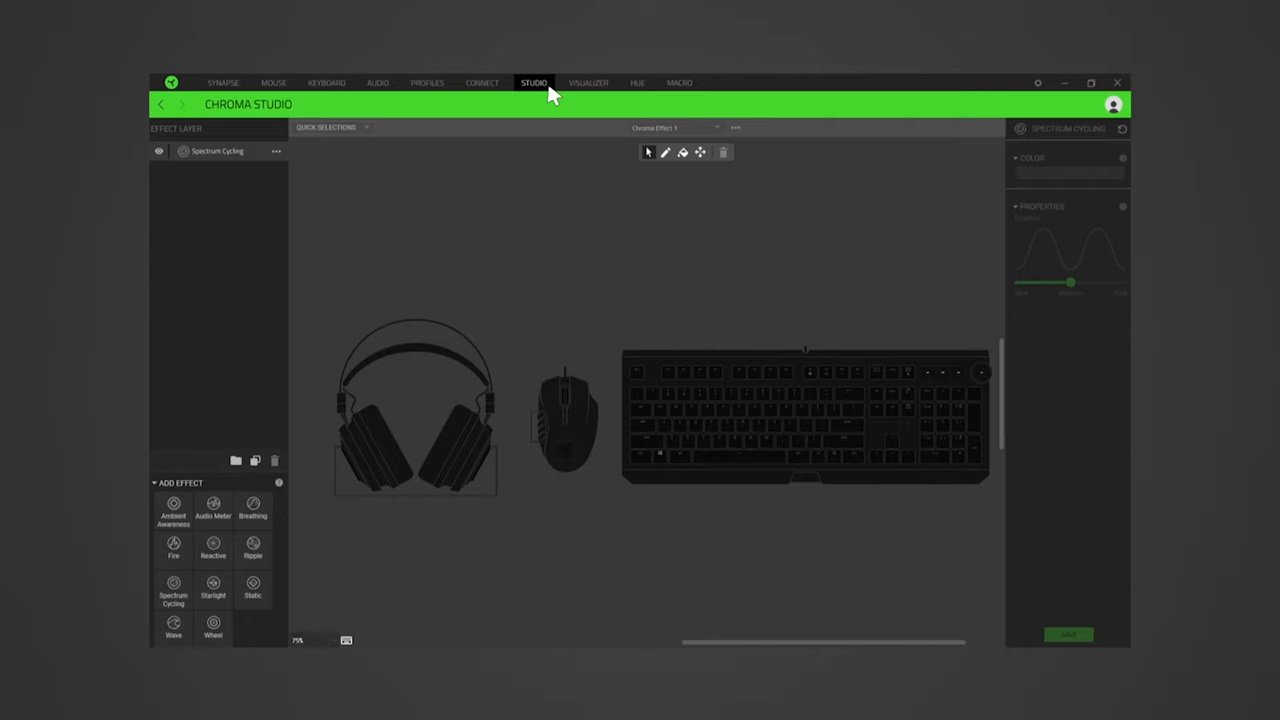 SYNAPSE MOUSE KEYBOARD AUDIO PROFILES CONNECT STUDIO VISUALIZER HUE MACRO
CHROMA STUDIO
EFFECT LAYER
QUICK SELECTIONS
Chroma Effect 1
SPECTRUM CYCLING
Spectrum Cycling
COLOR
PROPERTIES
ADD EFFECT
Ambient Awareness
Audio Meter
Breathing
Fire
Reactive
Ripple
Spectrum Cycling
Starlight
Static
Wave
Wheel
75%
SAVE